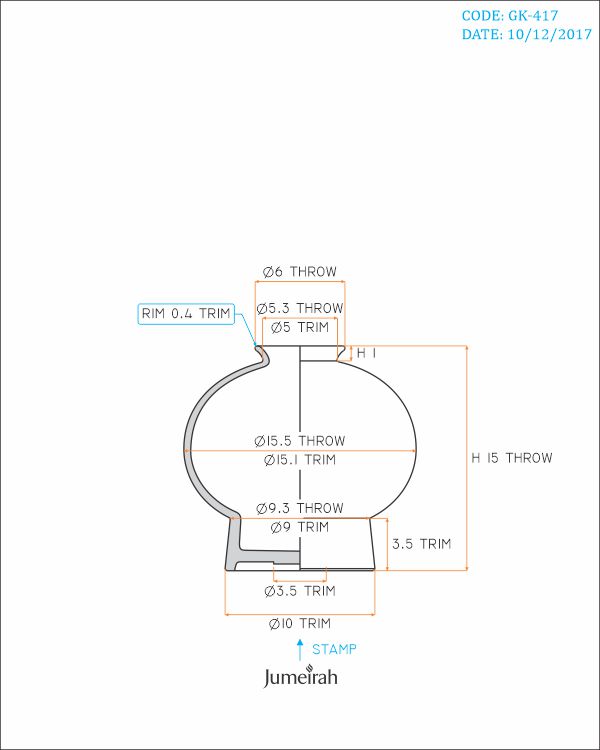 CODE: GK-417
DATE: 10/12/2017
Ø6 THROW
RIM 0.4 TRIM
Ø5.3 THROW
Ø5 TRIM
H 1
Ø15.5 THROW
Ø15.1 TRIM
H 15 THROW
Ø9.3 THROW
Ø9 TRIM
3.5 TRIM
Ø3.5 TRIM
Ø10 TRIM
STAMP
Jumeirah